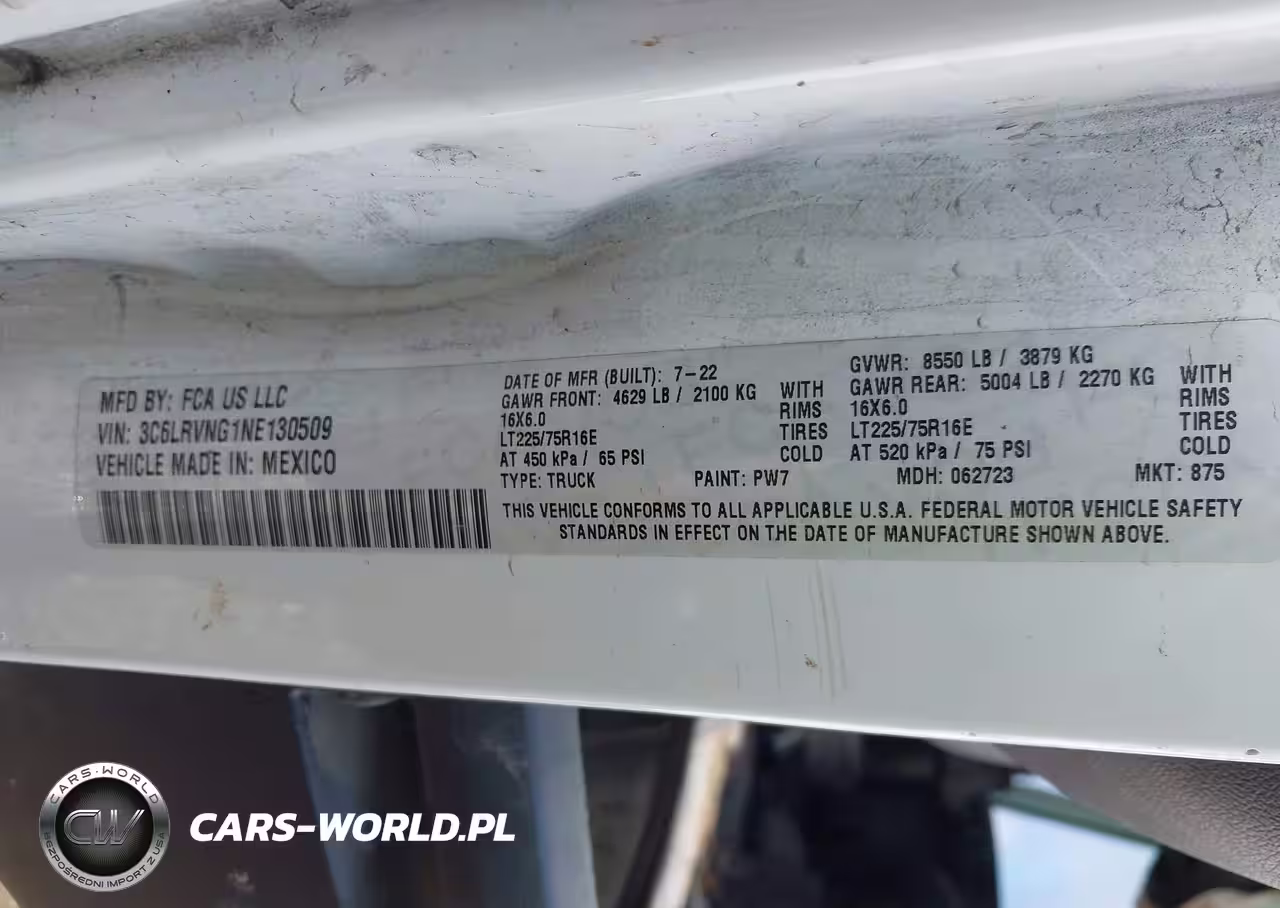 MFD BY: FCA US LLC
VIN: 3C6LRVNG1NE130509
VEHICLE MADE IN: MEXICO
DATE OF MFR (BUILT): 7-22
GAWR FRONT: 4629 LB / 2100 KG WITH
16X6.0 RIMS
LT225/75R16E TIRES
AT 450 kPa / 65 PSI COLD
GVWR: 8550 LB / 3879 KG
GAWR REAR: 5004 LB / 2270 KG WITH
16X6.0 RIMS
LT225/75R16E TIRES
AT 520 kPa / 75 PSI COLD
TYPE: TRUCK PAINT: PW7 MDH: 062723 MKT: 875
THIS VEHICLE CONFORMS TO ALL APPLICABLE U.S.A. FEDERAL MOTOR VEHICLE SAFETY
STANDARDS IN EFFECT ON THE DATE OF MANUFACTURE SHOWN ABOVE.
CARS-WORLD
CW
BEZPOŚREDNI IMPORT Z USA
CARS-WORLD.PL